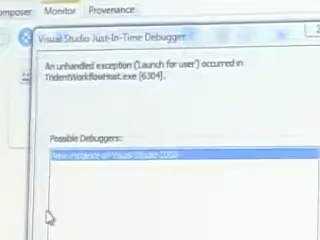 omposer Monitor Provenance
Visual Studio Just-In-Time Debugger
An unhandled exception ('Launch for user') occurred in
TridentWorkflowHost.exe [6304].
Possible Debuggers:
New instance of Visual Studio 2008